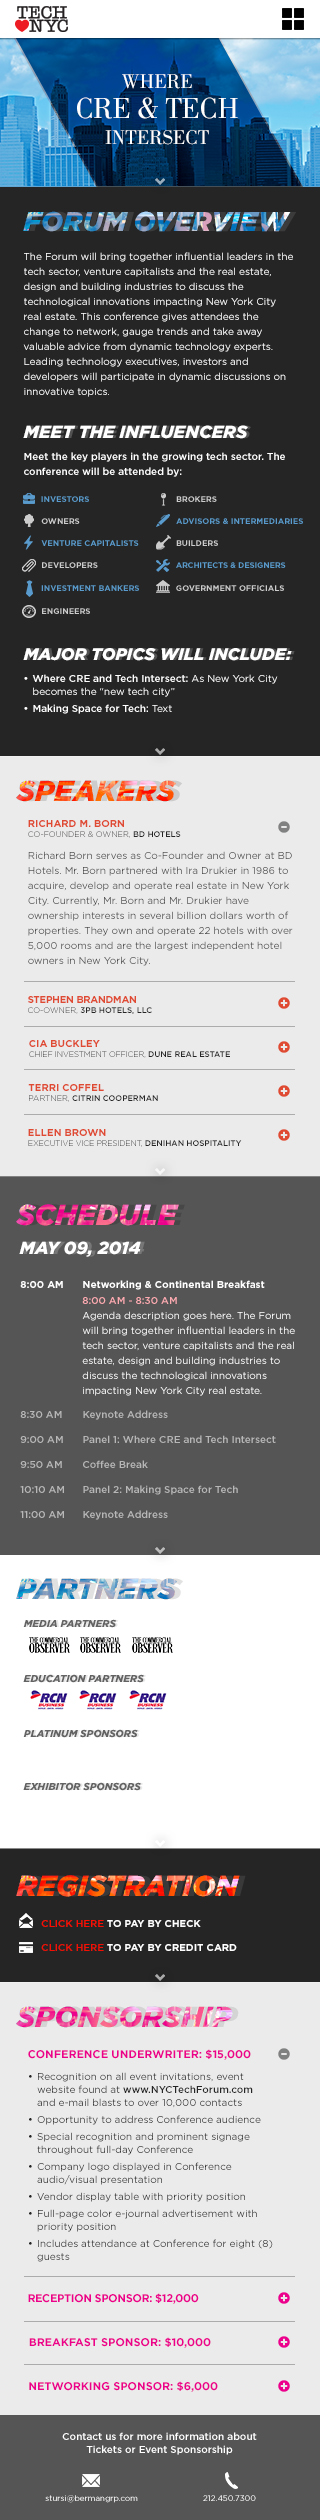 TECH
NYC
WHERE
CRE & TECH
INTERSECT
FORUM OVERVIEW
The Forum will bring together influential leaders in the
tech sector, venture capitalists and the real estate,
design and building industries to discuss the
technological innovations impacting New York City
real estate. This conference gives attendees the
change to network, gauge trends and take away
valuable advice from dynamic technology experts.
Leading technology executives, investors and
developers will participate in dynamic discussions on
innovative topics.
MEET THE INFLUENCERS
Meet the key players in the growing tech sector. The
conference will be attended by:
INVESTORS
BROKERS
OWNERS
ADVISORS & INTERMEDIARIES
VENTURE CAPITALISTS
BUILDERS
DEVELOPERS
ARCHITECTS & DESIGNERS
INVESTMENT BANKERS
GOVERNMENT OFFICIALS
ENGINEERS
MAJOR TOPICS WILL INCLUDE:
• Where CRE and Tech Intersect: As New York City
becomes the “new tech city”
• Making Space for Tech: Text
SPEAKERS
RICHARD M. BORN
CO-FOUNDER & OWNER, BD HOTELS
Richard Born serves as Co-Founder and Owner at BD
Hotels. Mr. Born partnered with Ira Drukier in 1986 to
acquire, develop and operate real estate in New York
City. Currently, Mr. Born and Mr. Drukier have
ownership interests in several billion dollars worth of
properties. They own and operate 22 hotels with over
5,000 rooms and are the largest independent hotel
owners in New York City.
STEPHEN BRANDMAN
CO-OWNER, 3PB HOTELS, LLC
CIA BUCKLEY
CHIEF INVESTMENT OFFICER, DUNE REAL ESTATE
TERRI COFFEL
PARTNER, CITRIN COOPERMAN
ELLEN BROWN
EXECUTIVE VICE PRESIDENT, DENIHAN HOSPITALITY
SCHEDULE
MAY 09, 2014
8:00 AM Networking & Continental Breakfast
8:00 AM - 8:30 AM
Agenda description goes here. The Forum
will bring together influential leaders in the
tech sector, venture capitalists and the real
estate, design and building industries to
discuss the technological innovations
impacting New York City real estate.
8:30 AM Keynote Address
9:00 AM Panel 1: Where CRE and Tech Intersect
9:50 AM Coffee Break
10:10 AM Panel 2: Making Space for Tech
11:00 AM Keynote Address
PARTNERS
MEDIA PARTNERS
THE COMMERCIAL OBSERVER THE COMMERCIAL OBSERVER THE COMMERCIAL OBSERVER
EDUCATION PARTNERS
RCN BUSINESS RCN BUSINESS RCN BUSINESS
PLATINUM SPONSORS
EXHIBITOR SPONSORS
REGISTRATION
CLICK HERE TO PAY BY CHECK
CLICK HERE TO PAY BY CREDIT CARD
SPONSORSHIP
CONFERENCE UNDERWRITER: $15,000
• Recognition on all event invitations, event
website found at www.NYCTechForum.com
and e-mail blasts to over 10,000 contacts
• Opportunity to address Conference audience
• Special recognition and prominent signage
throughout full-day Conference
• Company logo displayed in Conference
audio/visual presentation
• Vendor display table with priority position
• Full-page color e-journal advertisement with
priority position
• Includes attendance at Conference for eight (8)
guests
RECEPTION SPONSOR: $12,000
BREAKFAST SPONSOR: $10,000
NETWORKING SPONSOR: $6,000
Contact us for more information about
Tickets or Event Sponsorship
stursi@bermangrp.com
212.450.7300